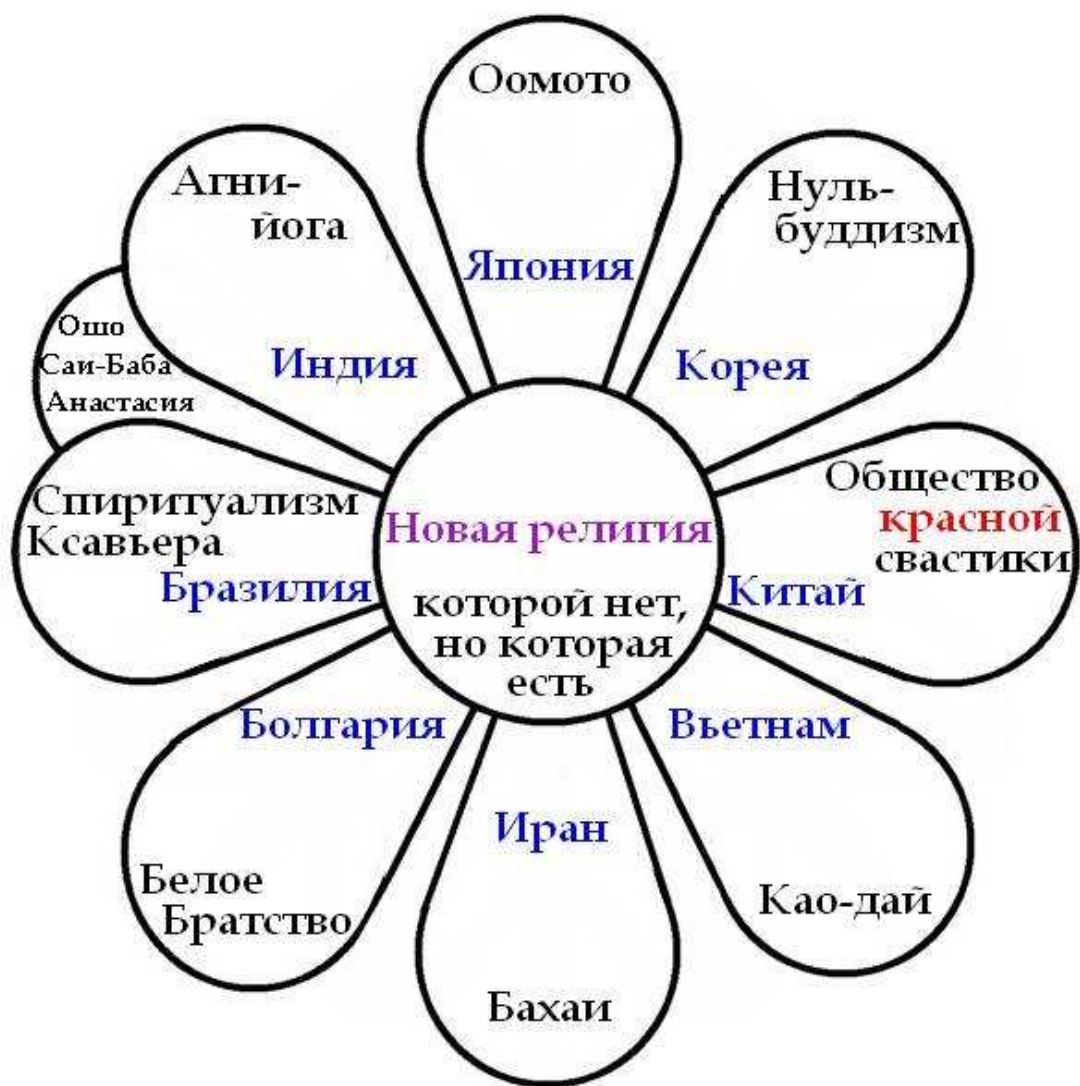 Оомото
Япония
Нуль-
буддизм
Корея
Общество
красной
свастики
Китай
Вьетнам
Као-дай
Иран
Бахаи
Болгария
Белое
Братство
Спиритуализм
Ксавьера
Бразилия
Ошо
Саи-Баба
Анастасия
Агни-
йога
Индия
Новая религия
которой нет,
но которая
есть